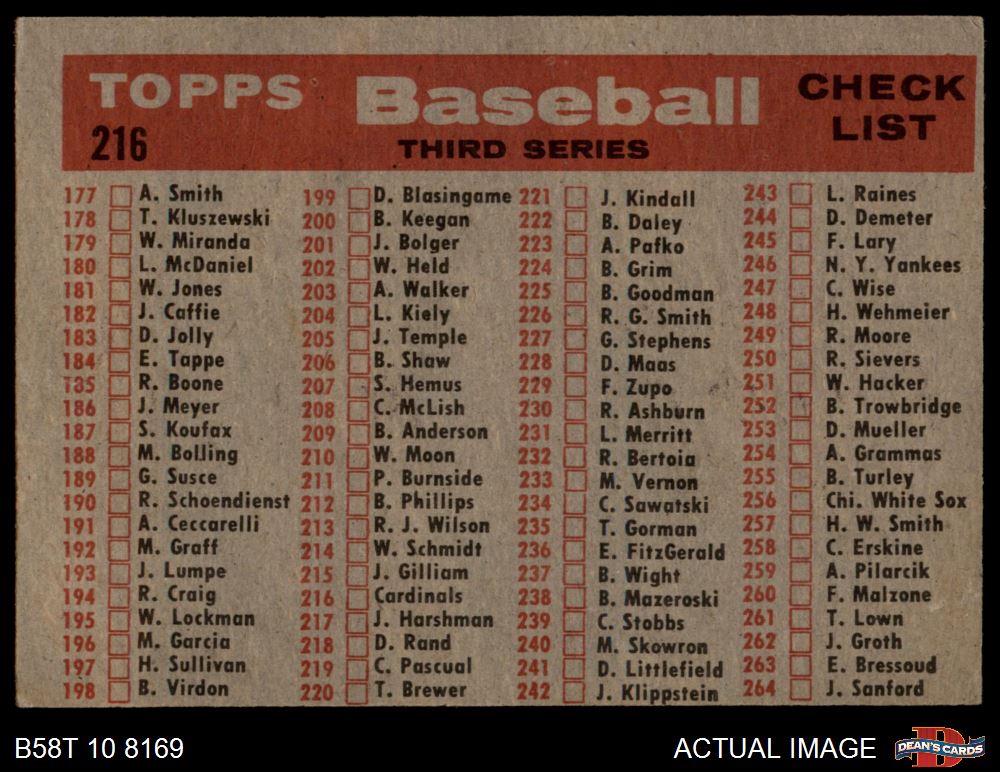 TOPPS Baseball CHECK LIST
216 THIRD SERIES
177 A. Smith
178 T. Kluszewski
179 W. Miranda
180 L. McDaniel
181 W. Jones
182 J. Caffie
183 D. Jolly
184 E. Tappe
185 R. Boone
186 J. Meyer
187 S. Koufax
188 M. Bolling
189 G. Susce
190 R. Schoendienst
191 A. Ceccarelli
192 M. Graff
193 J. Lumpe
194 R. Craig
195 W. Lockman
196 M. Garcia
197 H. Sullivan
198 B. Virdon
199 D. Blasingame
200 B. Keegan
201 J. Bolger
202 W. Held
203 A. Walker
204 L. Kiely
205 J. Temple
206 B. Shaw
207 S. Hemus
208 C. McLish
209 B. Anderson
210 W. Moon
211 P. Burnside
212 B. Phillips
213 R. J. Wilson
214 W. Schmidt
215 J. Gilliam
216 Cardinals
217 J. Harshman
218 D. Rand
219 C. Pascual
220 T. Brewer
221 J. Kindall
222 B. Daley
223 A. Pafko
224 B. Grim
225 B. Goodman
226 R. G. Smith
227 G. Stephens
228 D. Maas
229 F. Zupo
230 R. Ashburn
231 L. Merritt
232 R. Bertoia
233 M. Vernon
234 C. Sawatski
235 T. Gorman
236 E. FitzGerald
237 B. Wight
238 B. Mazeroski
239 C. Stobbs
240 M. Skowron
241 D. Littlefield
242 J. Klippstein
243 L. Raines
244 D. Demeter
245 F. Lary
246 N. Y. Yankees
247 C. Wise
248 H. Wehmeier
249 R. Moore
250 R. Sievers
251 W. Hacker
252 B. Trowbridge
253 D. Mueller
254 A. Grammas
255 B. Turley
256 Chi. White Sox
257 H. W. Smith
258 C. Erskine
259 A. Pilarcik
260 F. Malzone
261 T. Lown
262 J. Groth
263 E. Bressoud
264 J. Sanford
B58T 10 8169 ACTUAL IMAGE DEAN'S CARDS